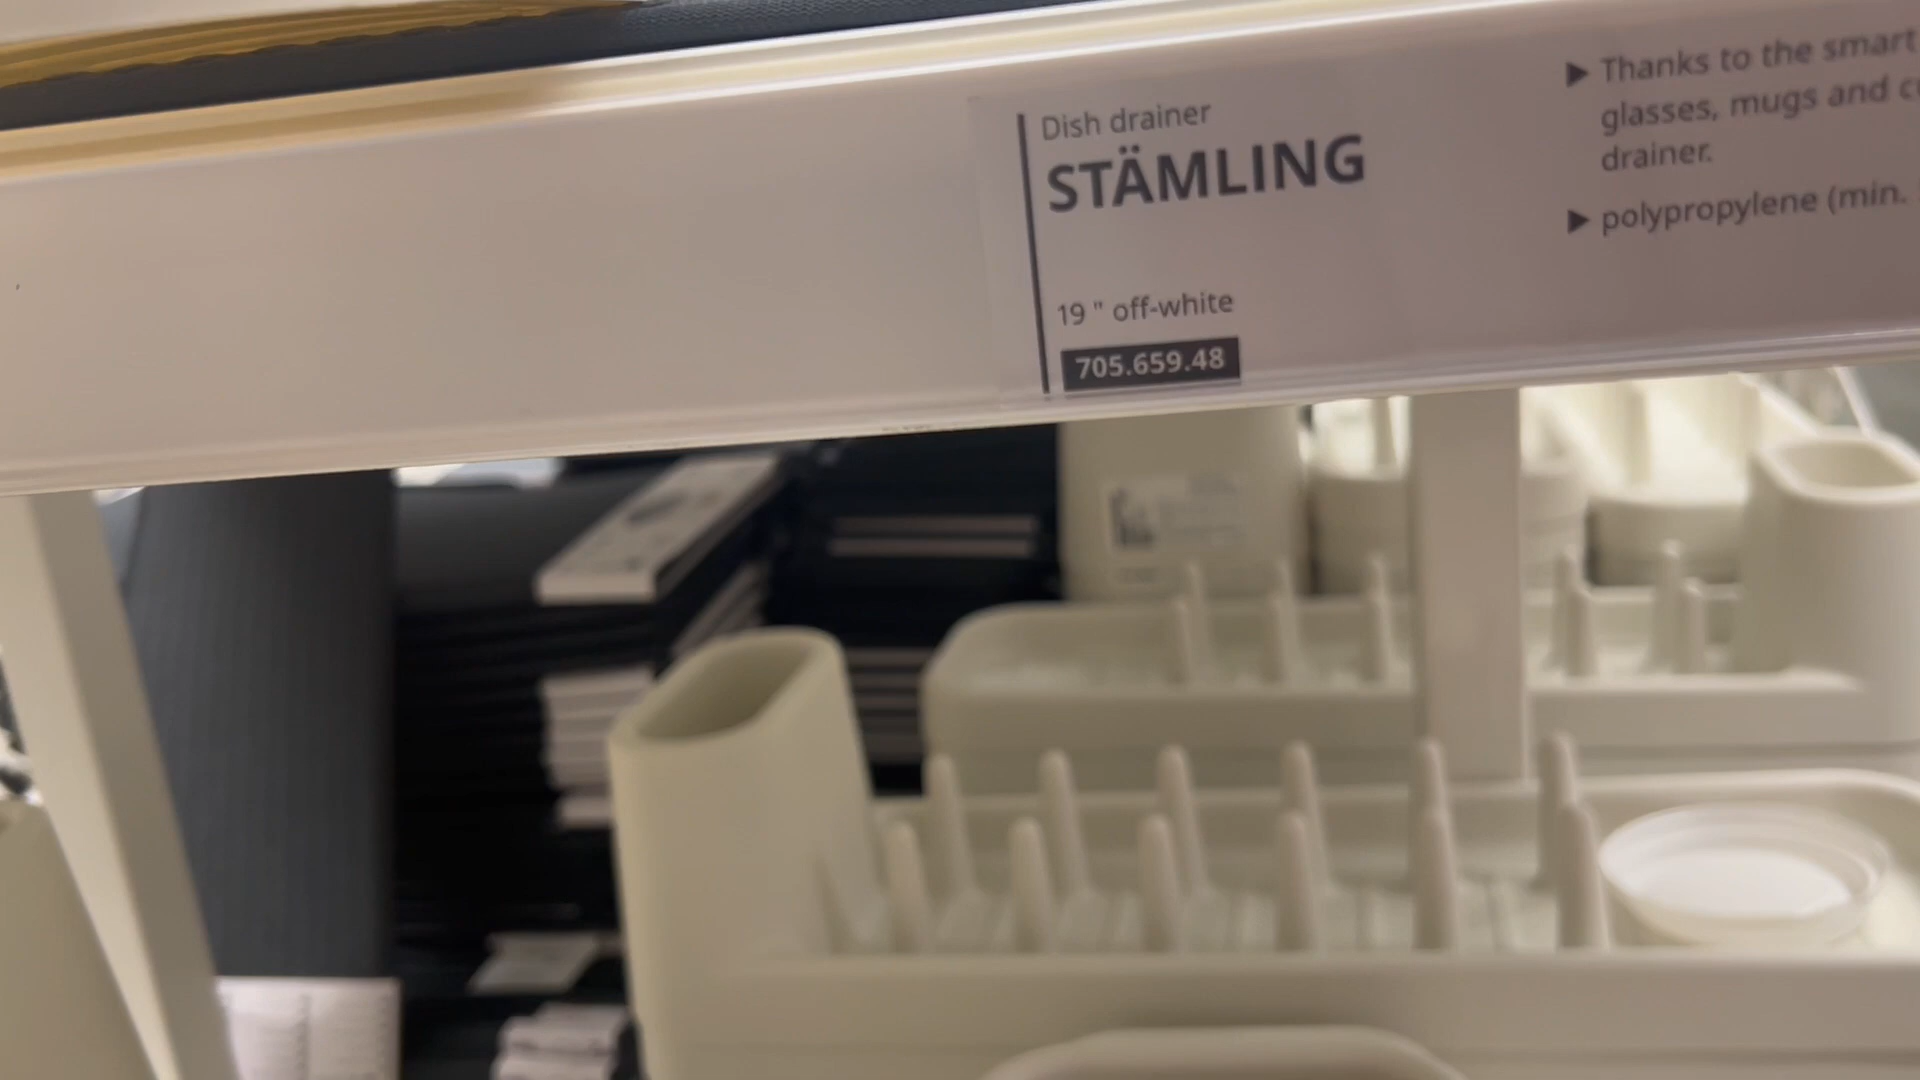 Dish drainer
STÄMLING
19 " off-white
705.659.48
▶ Thanks to the smart
glasses, mugs and
drainer.
▶ polypropylene (min.